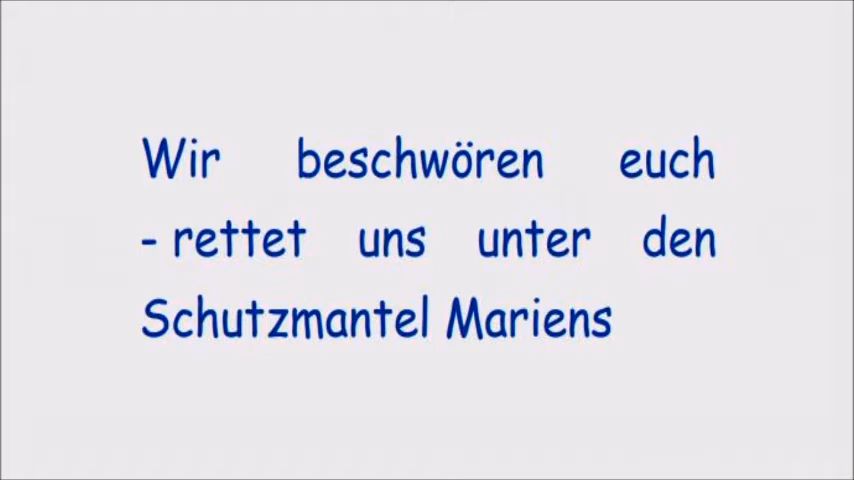 Wir beschwören euch
- rettet uns unter den
Schutzmantel Mariens